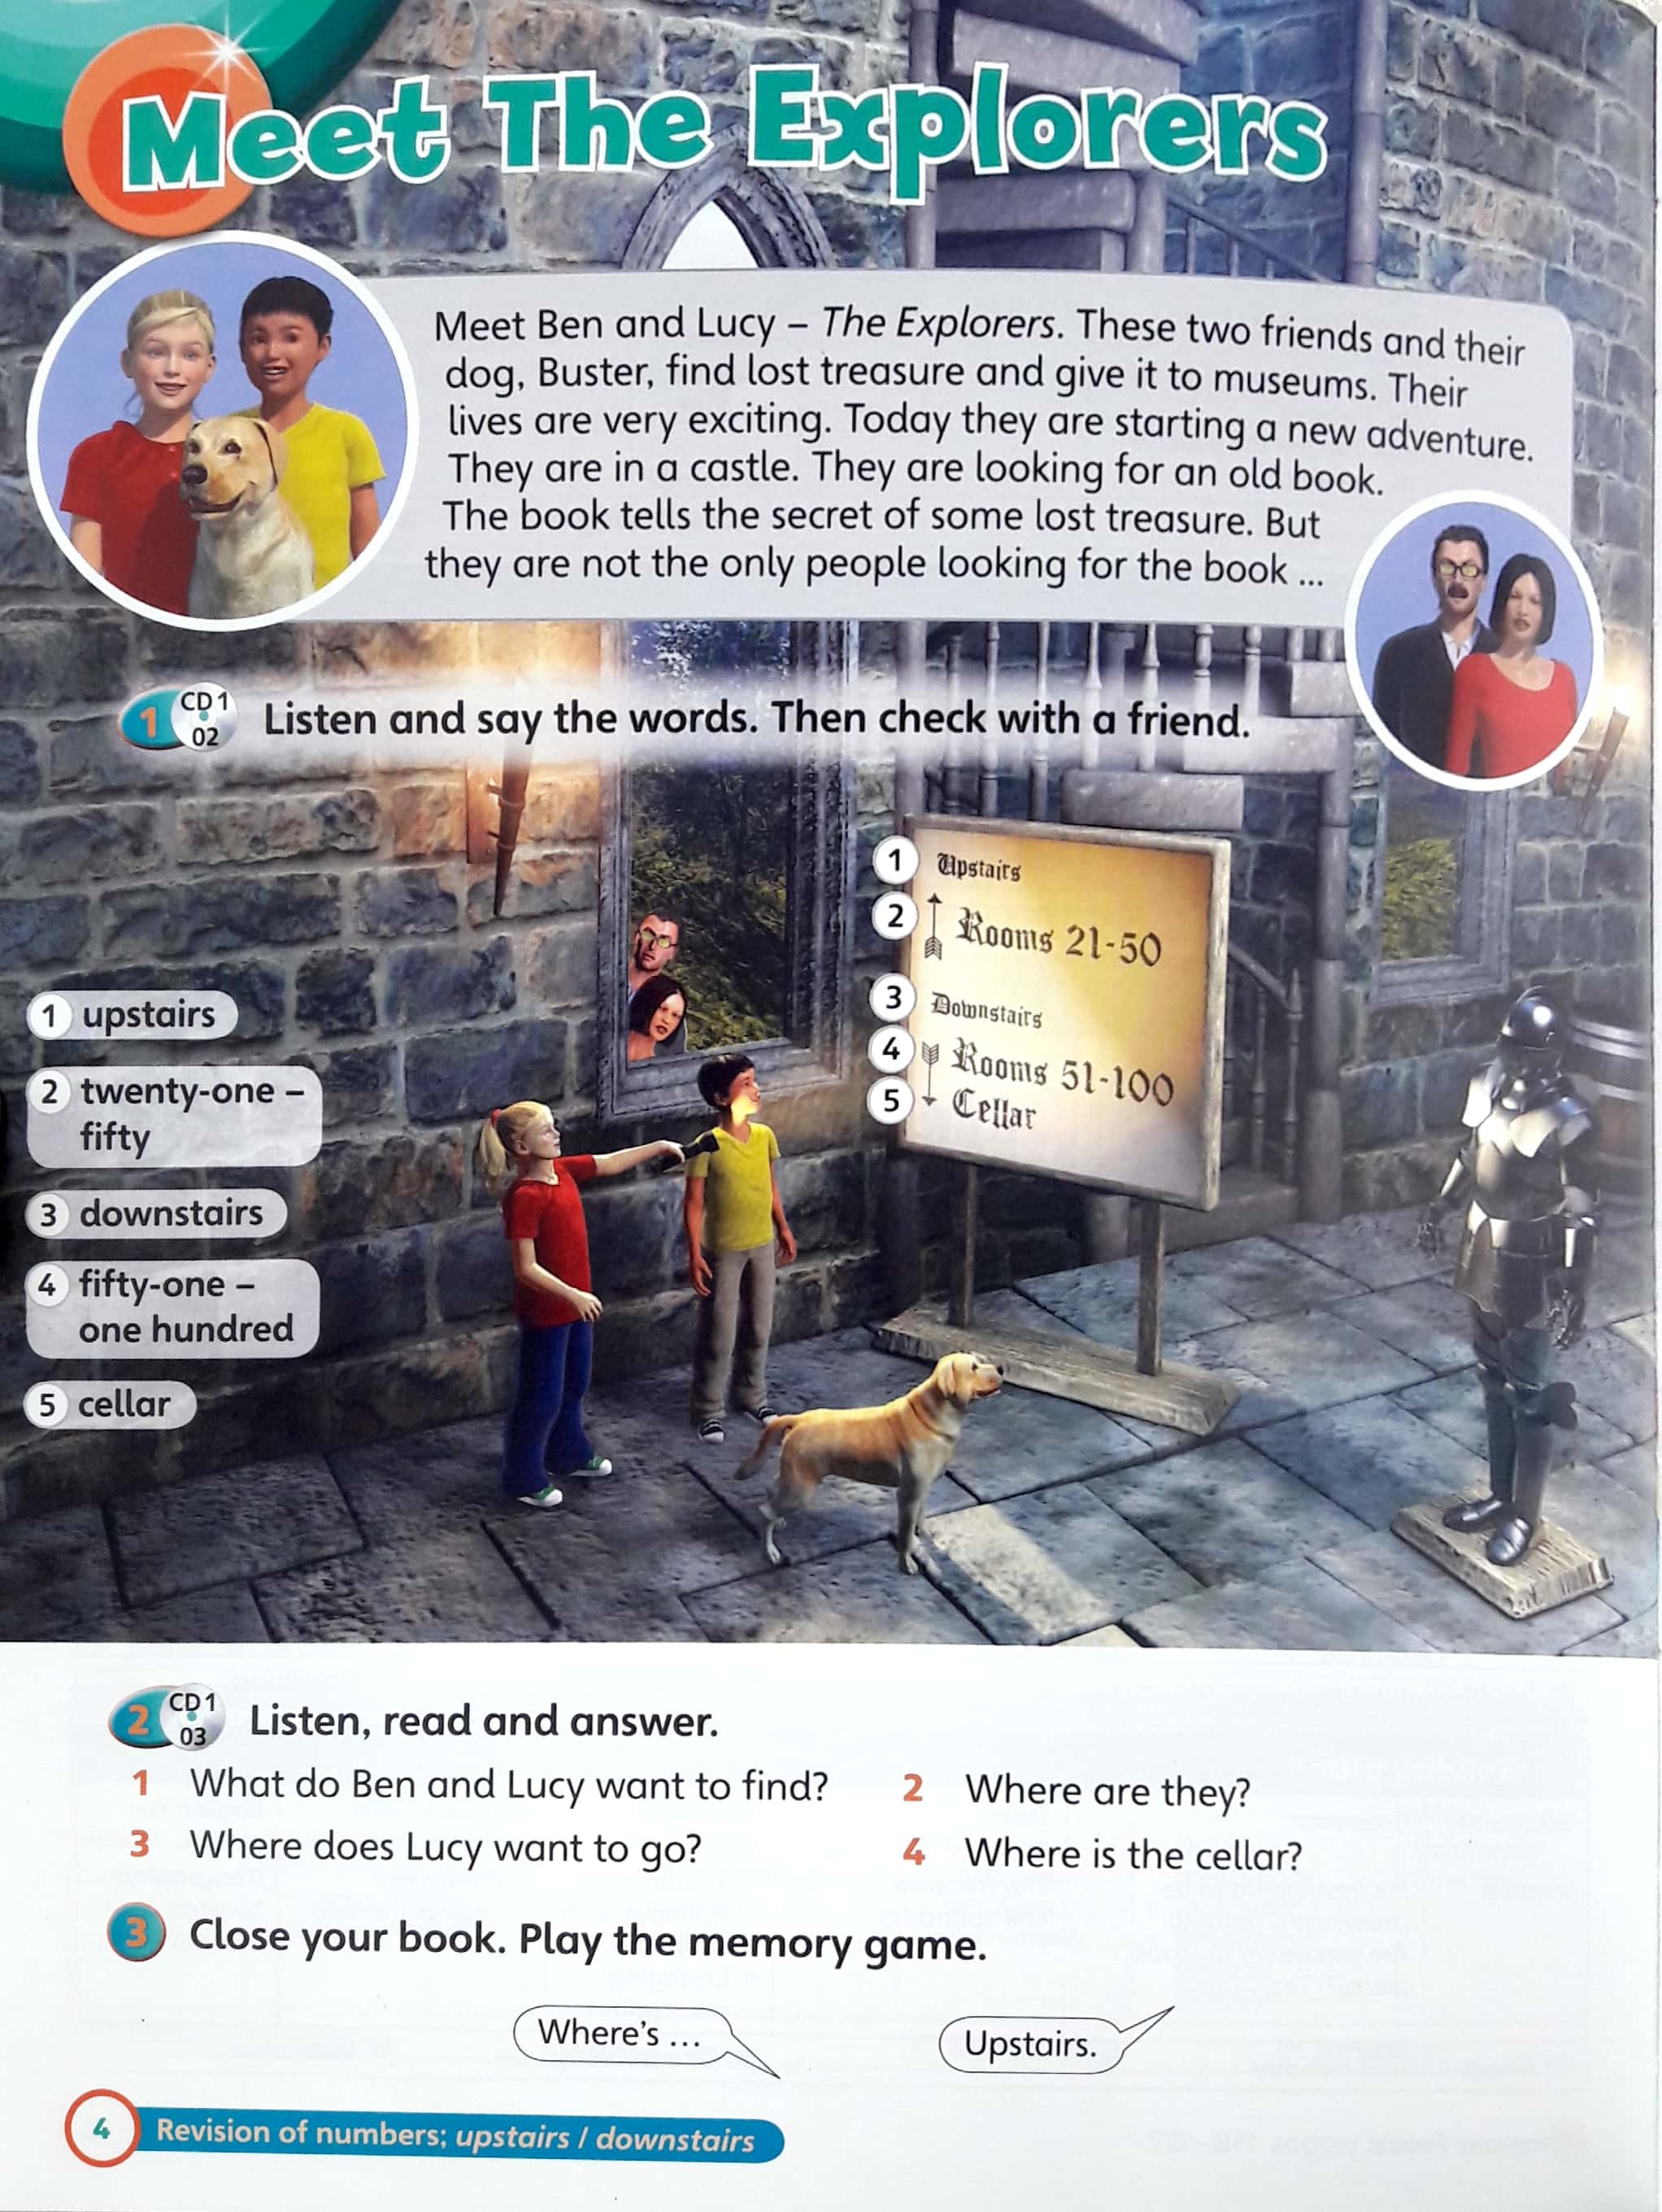 Meet The Explorers
Meet Ben and Lucy – The Explorers. These two friends and their
dog, Buster, find lost treasure and give it to museums. Their
lives are very exciting. Today they are starting a new adventure.
They are in a castle. They are looking for an old book.
The book tells the secret of some lost treasure. But
they are not the only people looking for the book ...
1 CD1 02 Listen and say the words. Then check with a friend.
1 Upstairs
2 Rooms 21-50
3 Downstairs
4 Rooms 51-100
5 Cellar
1 upstairs
2 twenty-one –
fifty
3 downstairs
4 fifty-one –
one hundred
5 cellar
2 CD1 03 Listen, read and answer.
1 What do Ben and Lucy want to find?
2 Where are they?
3 Where does Lucy want to go?
4 Where is the cellar?
3 Close your book. Play the memory game.
Where's ...
Upstairs.
4 Revision of numbers; upstairs / downstairs